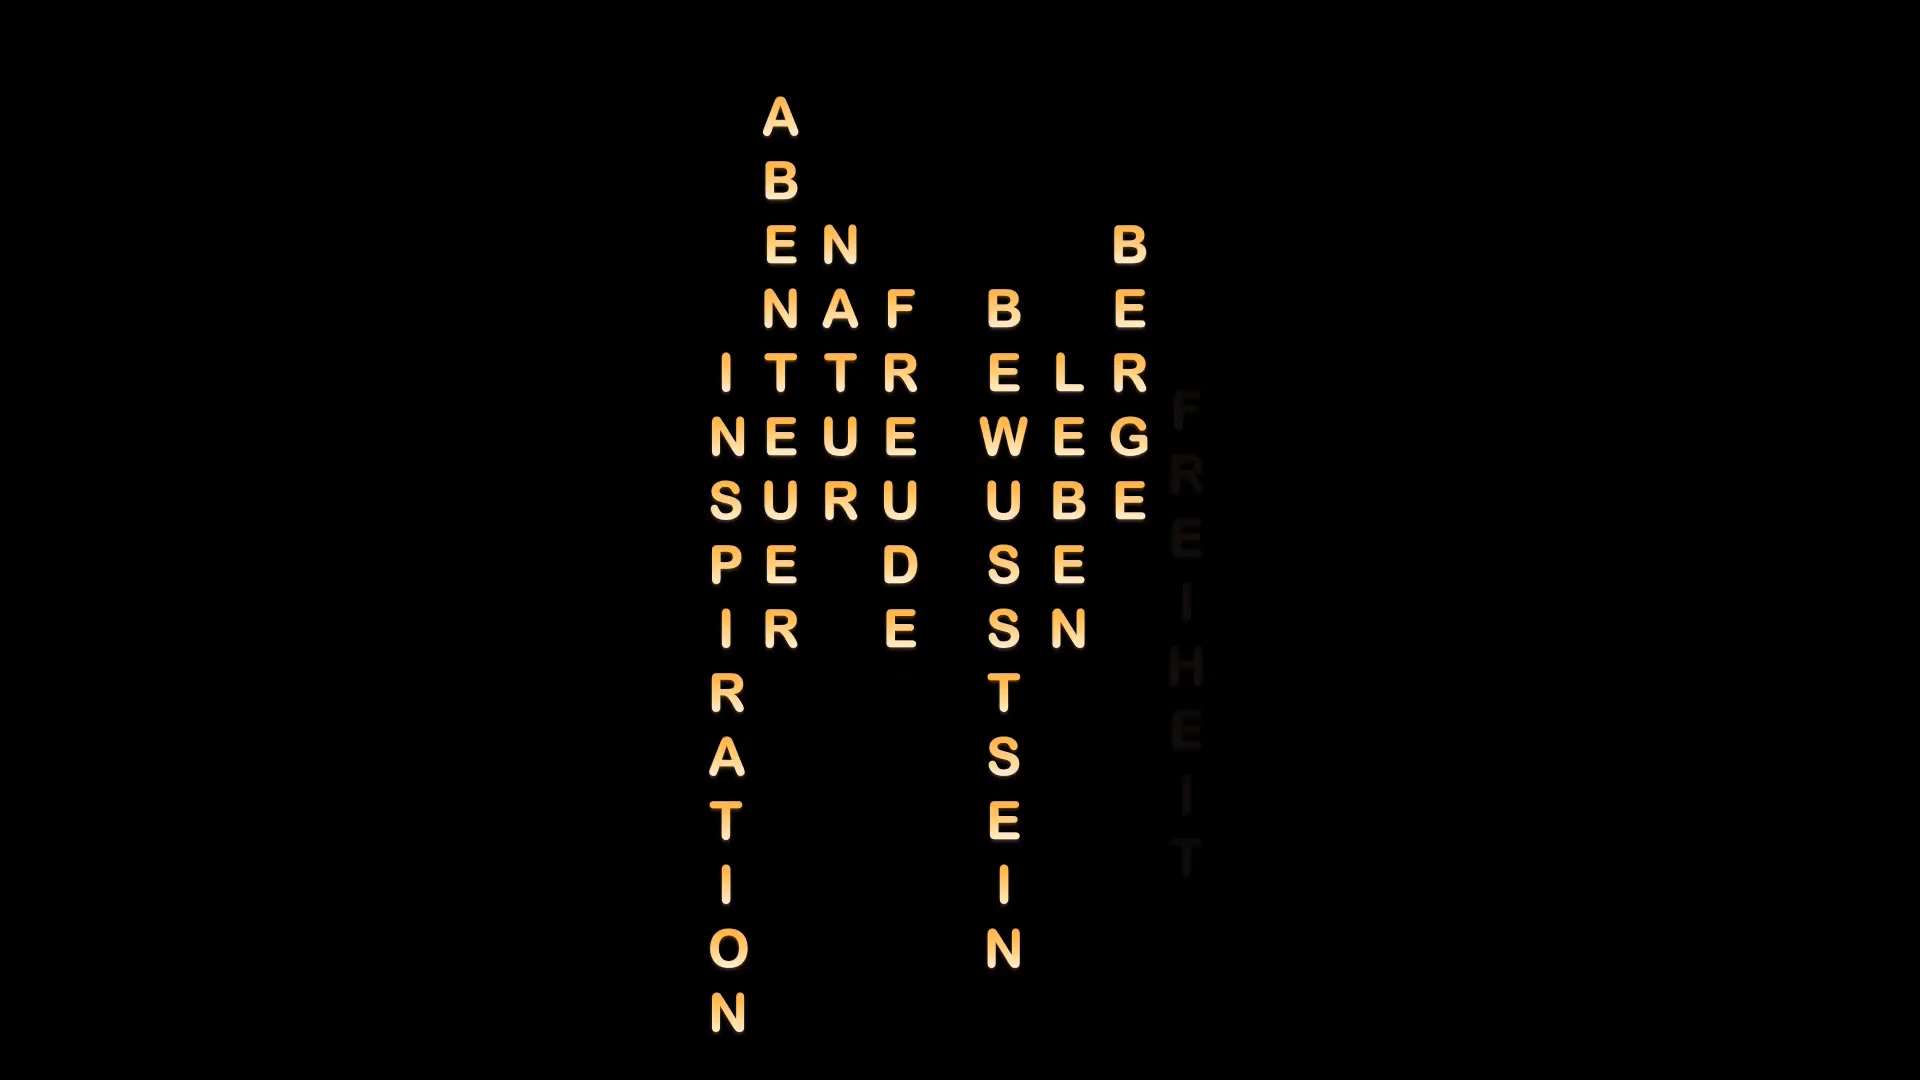 INSPIRATION
ABENTEUER
NATUR
FREUDE
BEWUSSTSEIN
LEBEN
BERGE
FREIHEIT